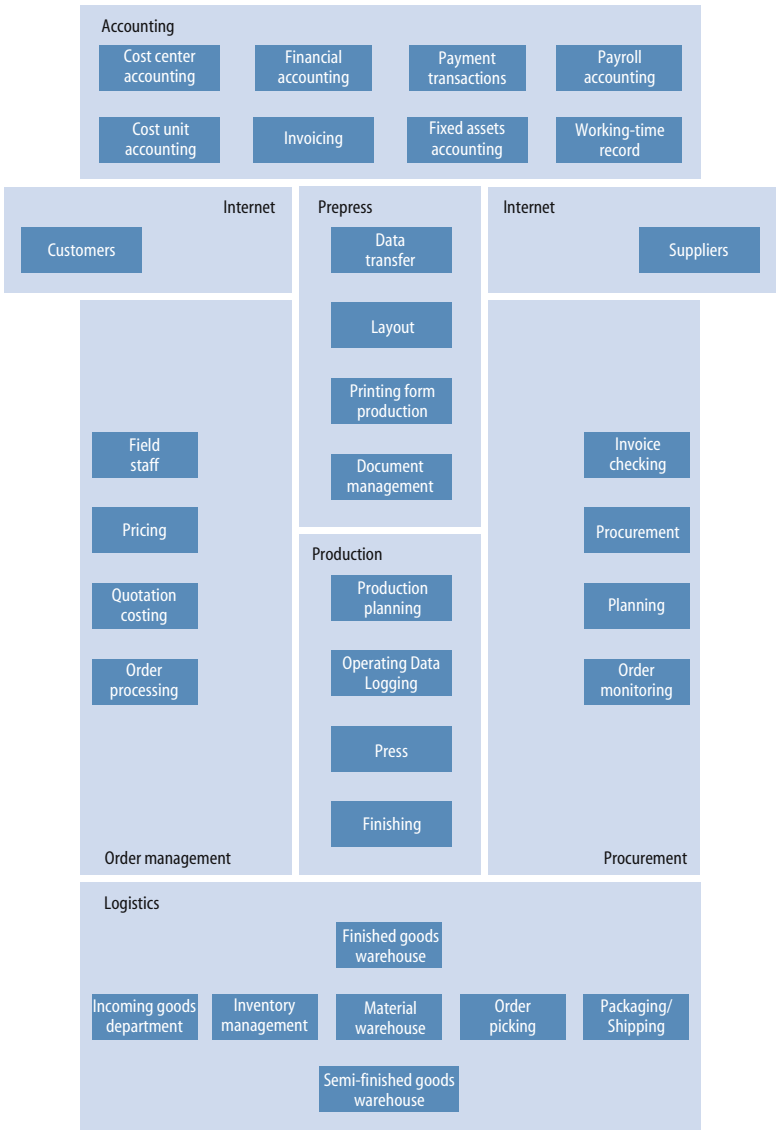 Accounting
Cost center
accounting
Financial
accounting
Payment
transactions
Payroll
accounting
Cost unit
accounting
Invoicing
Fixed assets
accounting
Working-time
record
Internet
Customers
Prepress
Data
transfer
Layout
Printing form
production
Document
management
Internet
Suppliers
Field
staff
Pricing
Quotation
costing
Order
processing
Order management
Production
Production
planning
Operating Data
Logging
Press
Finishing
Invoice
checking
Procurement
Planning
Order
monitoring
Procurement
Logistics
Finished goods
warehouse
Incoming goods
department
Inventory
management
Material
warehouse
Order
picking
Packaging/
Shipping
Semi-finished goods
warehouse